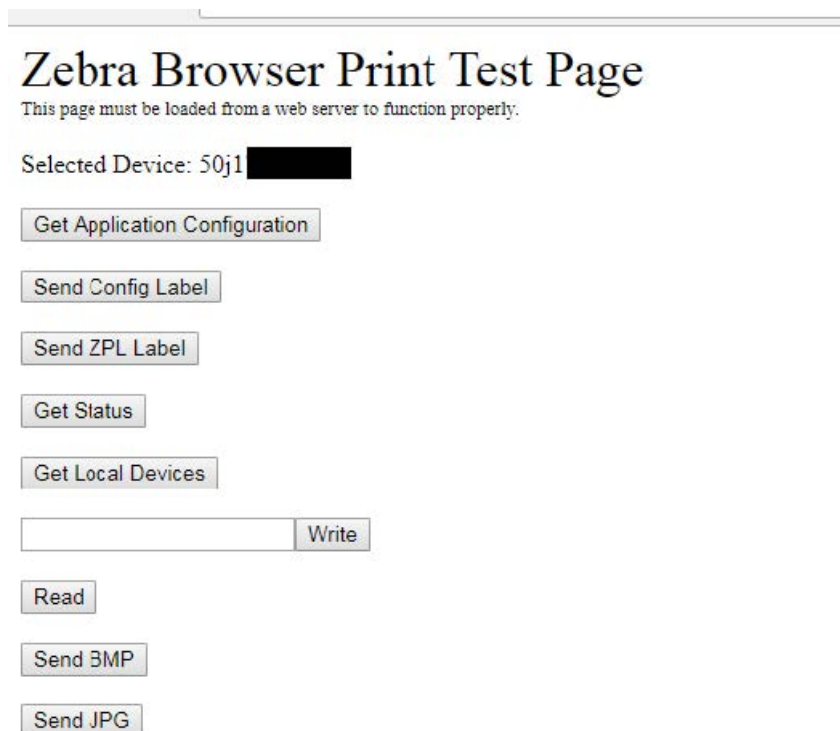 Zebra Browser Print Test Page
This page must be loaded from a web server to function properly.
Selected Device: 50j1
Get Application Configuration
Send Config Label
Send ZPL Label
Get Status
Get Local Devices
Write
Read
Send BMP
Send JPG